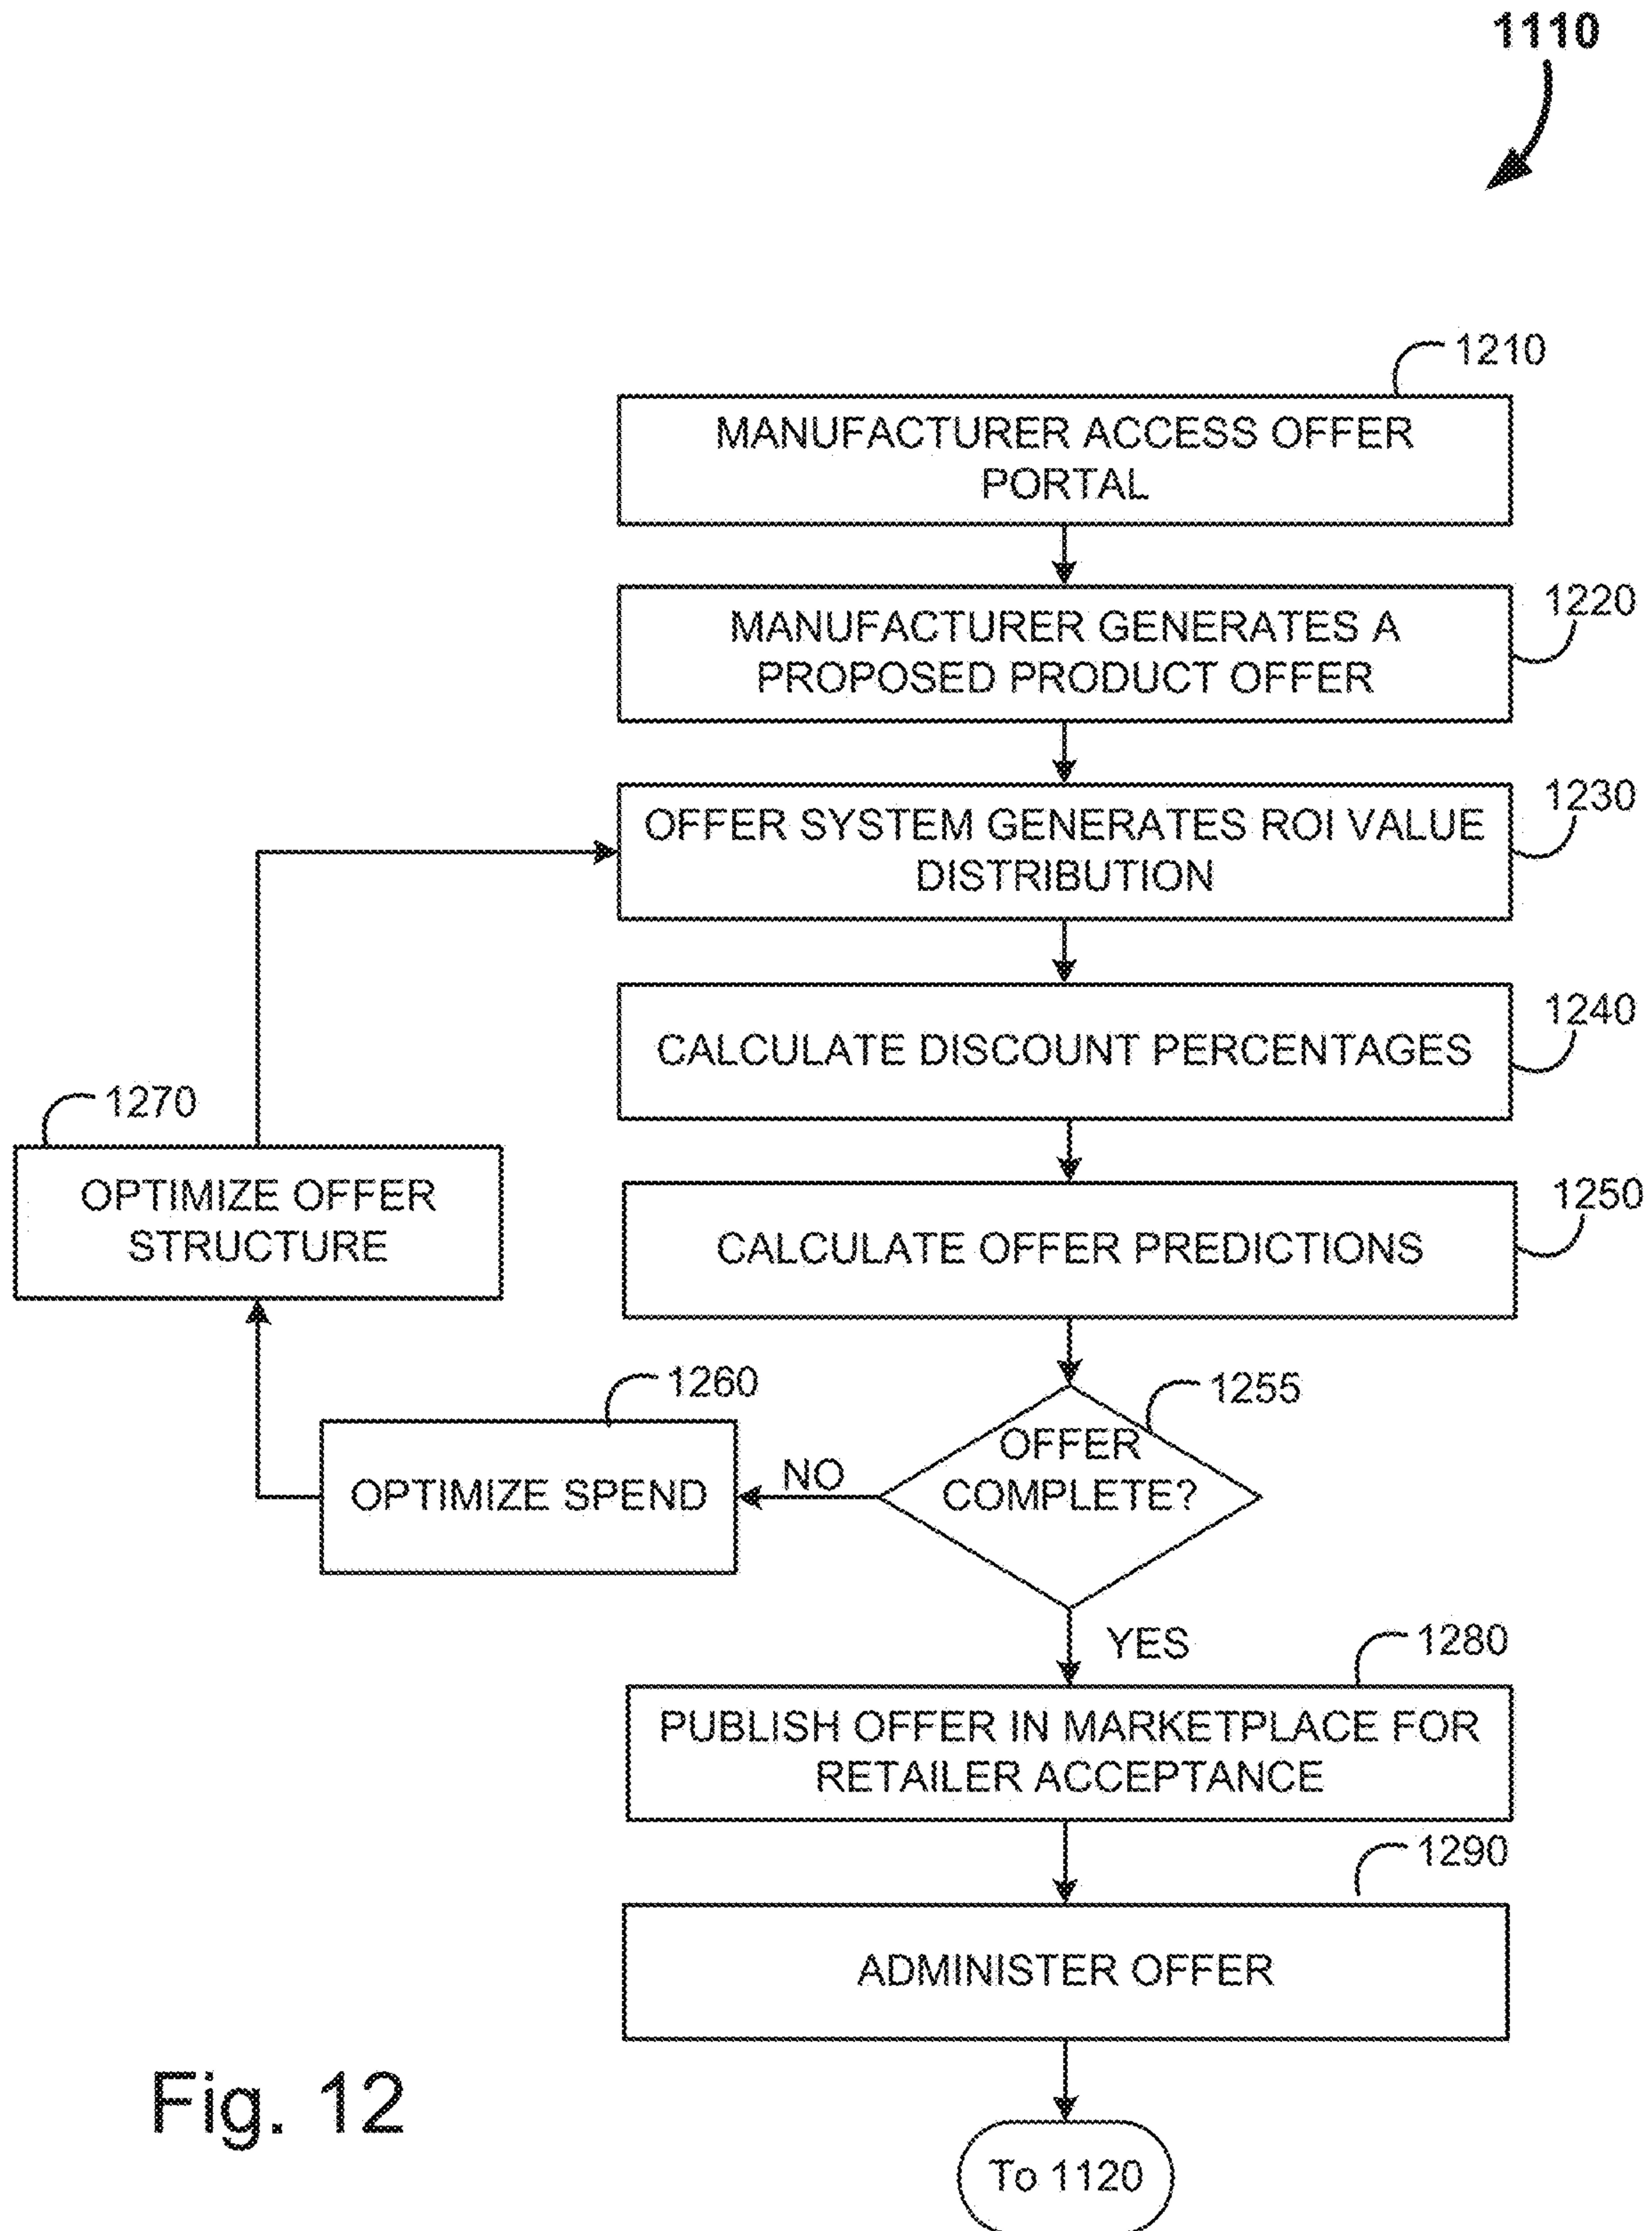 1110
1210
MANUFACTURER ACCESS OFFER
PORTAL
1220
MANUFACTURER GENERATES A
PROPOSED PRODUCT OFFER
1230
OFFER SYSTEM GENERATES ROI VALUE
DISTRIBUTION
1240
CALCULATE DISCOUNT PERCENTAGES
1270
OPTIMIZE OFFER
STRUCTURE
1250
CALCULATE OFFER PREDICTIONS
1260
OPTIMIZE SPEND
NO
1255
OFFER
COMPLETE?
YES
1280
PUBLISH OFFER IN MARKETPLACE FOR
RETAILER ACCEPTANCE
1290
ADMINISTER OFFER
To 1120
Fig. 12